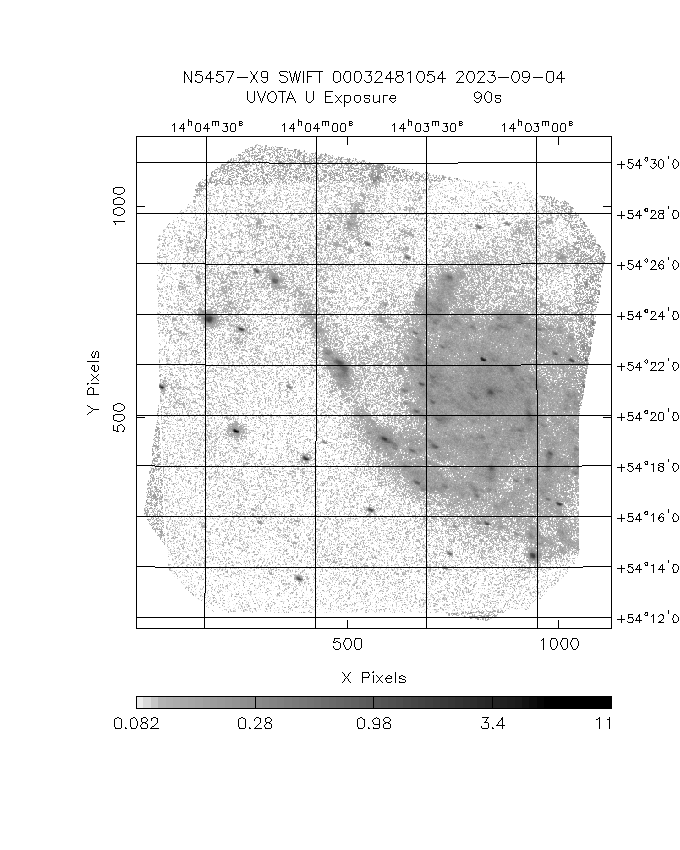 N5457-X9 SWIFT 00032481054 2023-09-04
UVOTA U Exposure 90s
14ʰ04ᵐ30ˢ 14ʰ04ᵐ00ˢ 14ʰ03ᵐ30ˢ 14ʰ03ᵐ00ˢ
+54°30'0
+54°28'0
+54°26'0
+54°24'0
+54°22'0
+54°20'0
+54°18'0
+54°16'0
+54°14'0
+54°12'0
1000
500
Y Pixels
500 1000
X Pixels
0.082 0.28 0.98 3.4 11